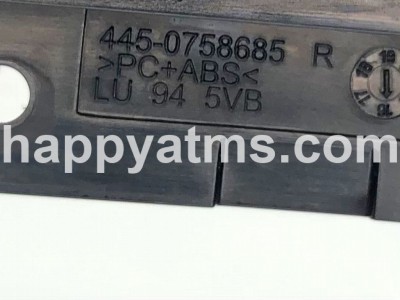 445-0758685 R
>PC+ABS<
LU 94 5VB
happyatms.com